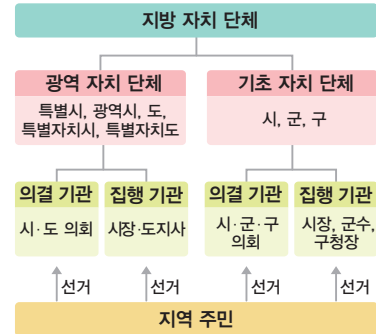 지방 자치 단체
광역 자치 단체
특별시, 광역시, 도,
특별자치시, 특별자치도
기초 자치 단체
시, 군, 구
의결 기관
시·도 의회
집행 기관
시장·도지사
의결 기관
시·군·구
의회
집행 기관
시장, 군수,
구청장
선거
선거
선거
선거
지역 주민